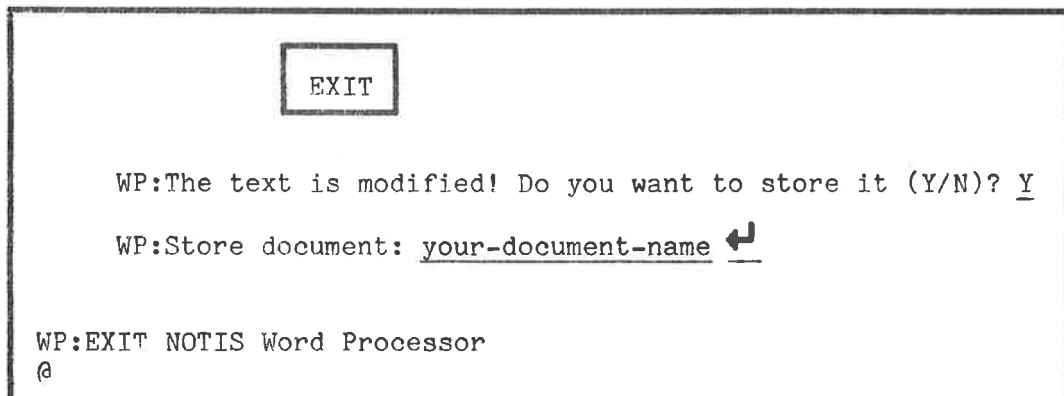 EXIT
WP:The text is modified! Do you want to store it (Y/N)? Y
WP:Store document: your-document-name ↵
WP:EXIT NOTIS Word Processor
@